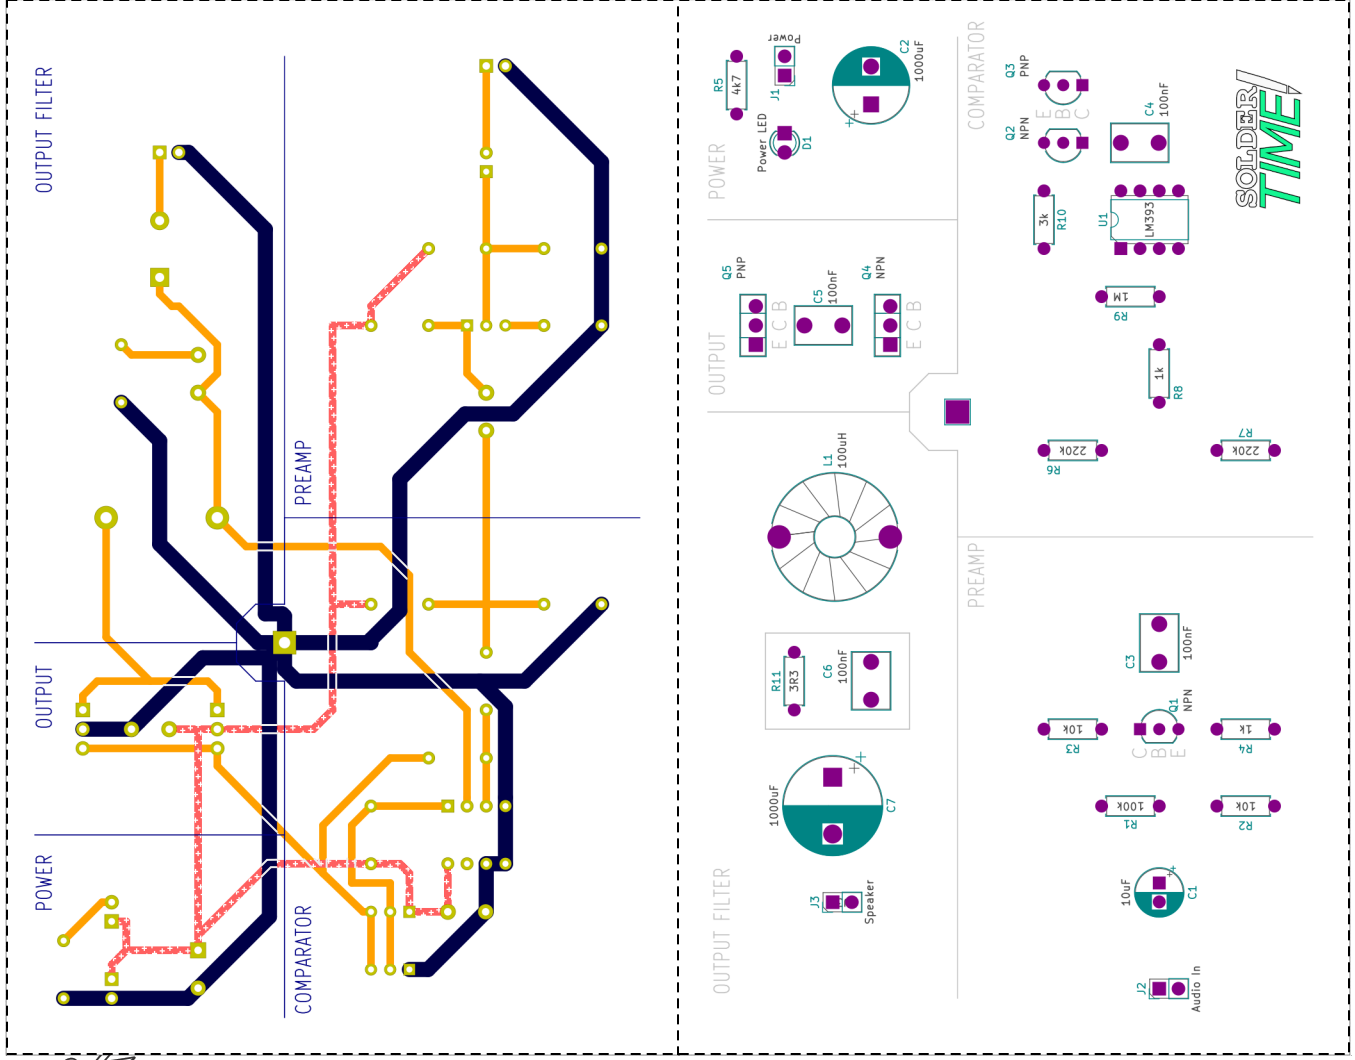 OUTPUT FILTER
PREAMP
OUTPUT
POWER
COMPARATOR
Power
J1
R5
4k7
C2
1000uF
+
Power LED
D1
POWER
COMPARATOR
Q3
PNP
E B C
Q2
NPN
C4
100nF
SOLDER
TIME
R10
3k
U1
LM393
R9
1M
Q5
PNP
E C B
C5
100nF
Q4
NPN
E C B
OUTPUT
R8
1k
R7
220k
R6
220k
L1
100uH
PREAMP
R11
3R3
C6
100nF
C3
100nF
Q1
NPN
C B E
R3
10k
R4
1k
C7
1000uF
+
R1
100k
R2
10k
J3
Speaker
OUTPUT FILTER
C1
10uF
+
J2
Audio In